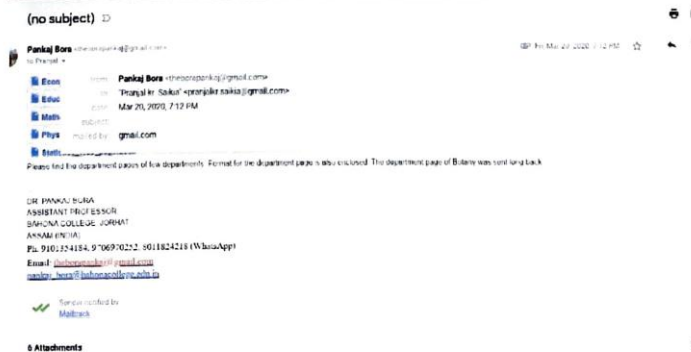 (no subject)
Pankaj Bora <theborapankaj@gmail.com> Fri, Mar 20, 2020, 7:12 PM
to Pranjal
Econ from: Pankaj Bora <theborapankaj@gmail.com>
Educ to: "Pranjal kr. Saikia" <pranjalkr.saikia@gmail.com>
Math date: Mar 20, 2020, 7:12 PM
subject:
Phys mailed by: gmail.com
Statis
Please find the department pages of few departments. Format for the department page is also enclosed. The department page of Botany was sent long back.
DR. PANKAJ BORA
ASSISTANT PROFESSOR
BAHONA COLLEGE, JORHAT
ASSAM (INDIA)
Ph. 9101354184, 9706970252, 8011824218 (WhatsApp)
Email: theborapankaj@gmail.com
pankaj_bora@bahonacollege.edu.in
Sender notified by
Mailtrack
6 Attachments